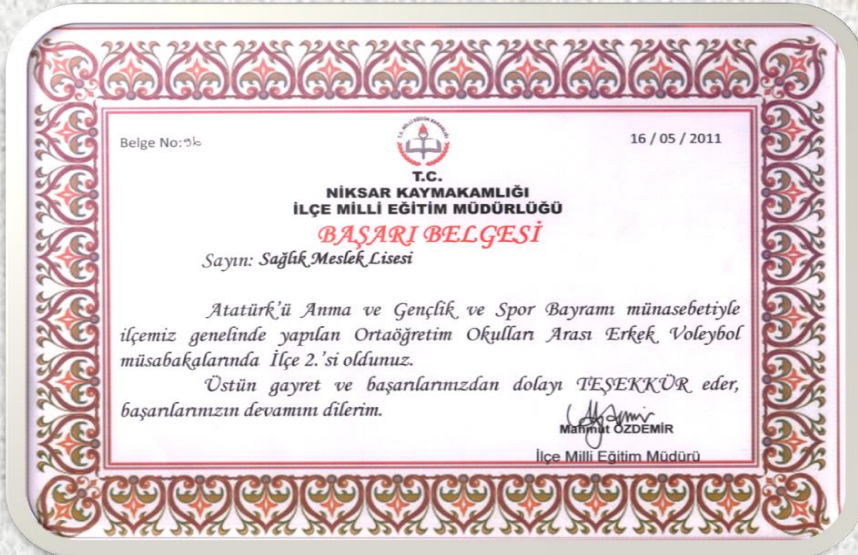 Belge No: 96
16 / 05 / 2011
T.C.
NİKSAR KAYMAKAMLIĞI
İLÇE MİLLİ EĞİTİM MÜDÜRLÜĞÜ
BAŞARI BELGESİ
Sayın: Sağlık Meslek Lisesi
Atatürk'ü Anma ve Gençlik ve Spor Bayramı münasebetiyle
ilçemiz genelinde yapılan Ortaöğretim Okulları Arası Erkek Voleybol
müsabakalarında İlçe 2.'si oldunuz.
Üstün gayret ve başarılarınızdan dolayı TEŞEKKÜR eder,
başarılarınızın devamını dilerim.
Mahmut ÖZDEMİR
İlçe Milli Eğitim Müdürü